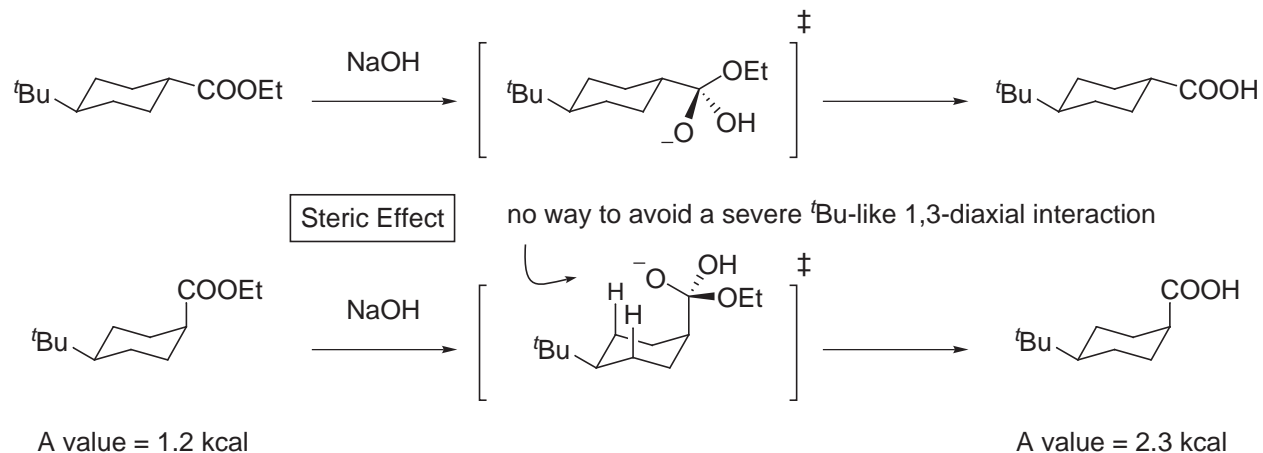 ᵗBu COOEt NaOH ᵗBu OEt OH ⁻O ‡ ᵗBu COOH
Steric Effect no way to avoid a severe ᵗBu-like 1,3-diaxial interaction
ᵗBu COOEt NaOH ᵗBu H H ⁻O OH OEt ‡ ᵗBu COOH
A value = 1.2 kcal A value = 2.3 kcal